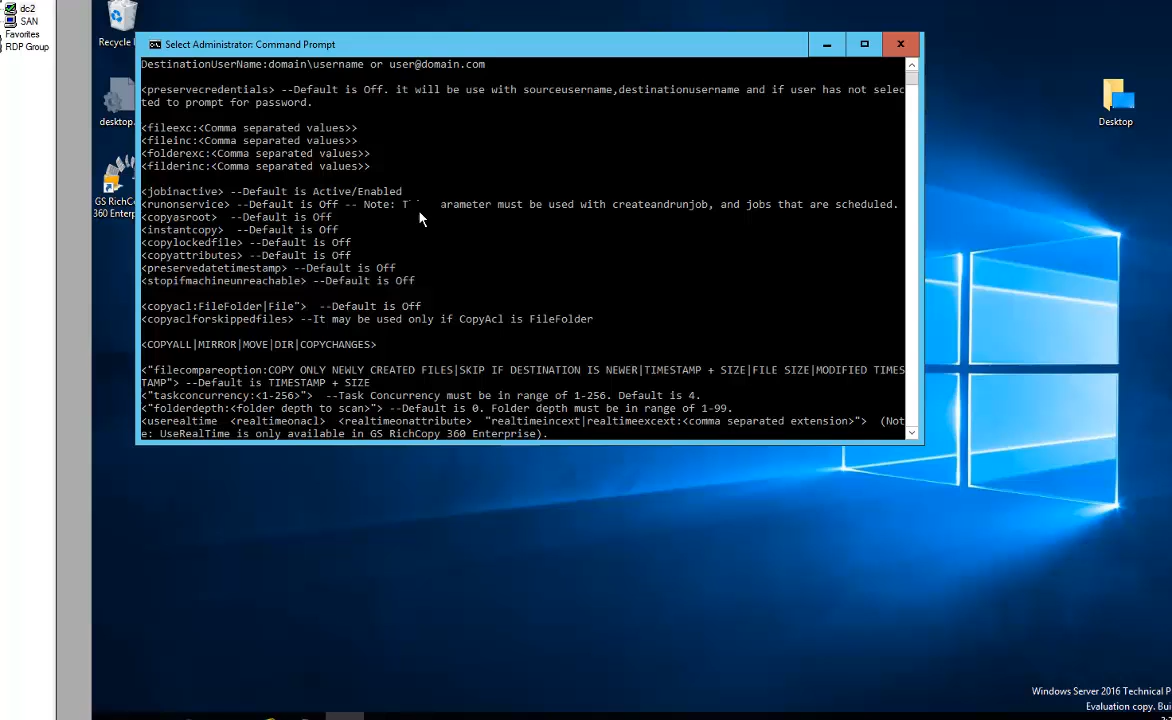 dc2
SAN
Favorites
RDP Group
Recycle
desktop.
GS RichCo
360 Enterp
Desktop
Select Administrator: Command Prompt
DestinationUserName:domain\username or user@domain.com
<preservecredentials> --Default is Off. it will be use with sourceusername,destinationusername and if user has not selec
ted to prompt for password.
<fileexc:<Comma separated values>>
<fileinc:<Comma separated values>>
<folderexc:<Comma separated values>>
<filderinc:<Comma separated values>>
<jobinactive> --Default is Active/Enabled
<runonservice> --Default is Off -- Note: arameter must be used with createandrunjob, and jobs that are scheduled.
<copyasroot>  --Default is Off
<instantcopy>  --Default is Off
<copylockedfile> --Default is Off
<copyattributes> --Default is Off
<preservedatetimestamp> --Default is Off
<stopifmachineunreachable> --Default is Off
<copyacl:FileFolder|File">  --Default is Off
<copyaclforskippedfiles> --It may be used only if CopyAcl is FileFolder
<COPYALL|MIRROR|MOVE|DIR|COPYCHANGES>
<"filecompareoption:COPY ONLY NEWLY CREATED FILES|SKIP IF DESTINATION IS NEWER|TIMESTAMP + SIZE|FILE SIZE|MODIFIED TIMES
TAMP"> --Default is TIMESTAMP + SIZE
<"taskconcurrency:<1-256>">  --Task Concurrency must be in range of 1-256. Default is 4.
<"folderdepth:<folder depth to scan>"> --Default is 0. Folder depth must be in range of 1-99.
<userealtime <realtimeonacl> <realtimeonattribute>  "realtimeincext|realtimeexcext:<comma separated extension>">  (Not
e: UseRealTime is only available in GS RichCopy 360 Enterprise).
Windows Server 2016 Technical P
Evaluation copy. Bui